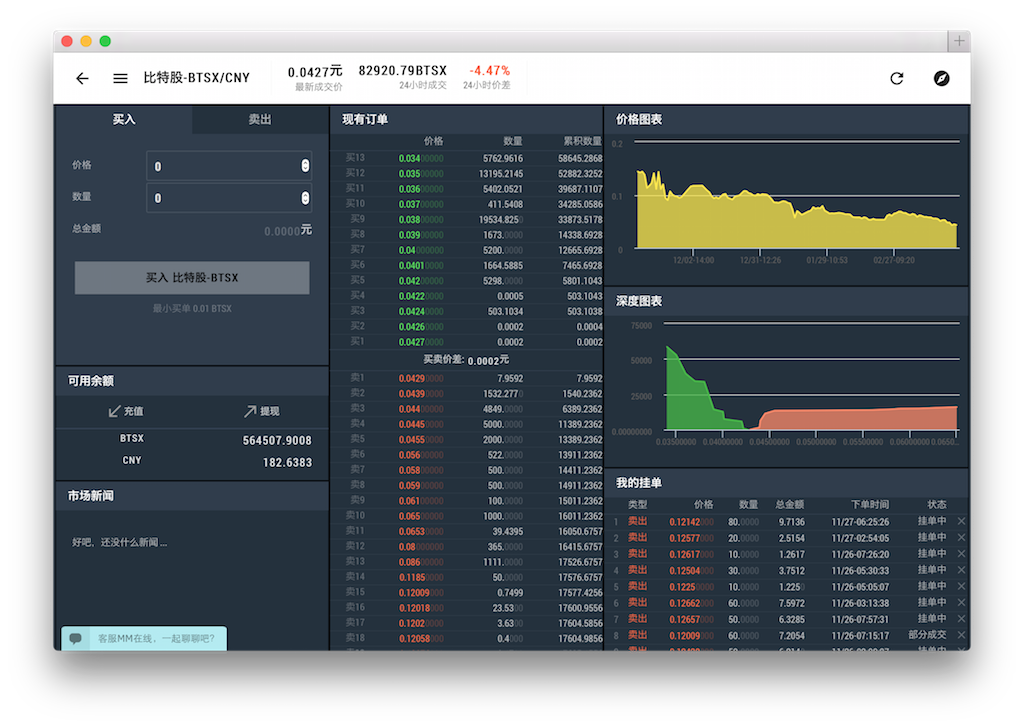 比特股-BTSX/CNY
0.0427元 82920.79BTSX -4.47%
最新成交价 24小时成交 24小时价差
买入 卖出
价格 0
数量 0
总金额 0.0000元
买入 比特股-BTSX
最小买单 0.01 BTSX
可用余额
充值 提现
BTSX 564507.9008
CNY 182.6383
市场新闻
好吧，还没什么新闻 ...
客服MM在线，一起聊聊吧?
现有订单
价格 数量 累积数量
买13 0.03400000 5762.9616 58645.2868
买12 0.03500000 13195.2145 52882.3252
买11 0.03600000 5402.0521 39687.1107
买10 0.03700000 411.5408 34285.0586
买9 0.03800000 19534.8250 33873.5178
买8 0.03900000 1673.0000 14338.6928
买7 0.04000000 5200.0000 12665.6928
买6 0.04010000 1664.5885 7465.6928
买5 0.04200000 5298.0000 5801.1043
买4 0.04220000 0.0005 503.1043
买3 0.04240000 503.1034 503.1038
买2 0.04260000 0.0002 0.0004
买1 0.04270000 0.0002 0.0002
买卖价差: 0.0002元
卖1 0.04290000 7.9592 7.9592
卖2 0.04390000 1532.2770 1540.2362
卖3 0.04400000 4849.0000 6389.2362
卖4 0.04450000 5000.0000 11389.2362
卖5 0.04550000 2000.0000 13389.2362
卖6 0.05600000 522.0000 13911.2362
卖7 0.05800000 500.0000 14411.2362
卖8 0.05900000 500.0000 14911.2362
卖9 0.06100000 100.0000 15011.2362
卖10 0.06500000 1000.0000 16011.2362
卖11 0.06530000 39.4395 16050.6757
卖12 0.08000000 365.0000 16415.6757
卖13 0.08600000 1111.0000 17526.6757
卖14 0.11850000 50.0000 17576.6757
卖15 0.12009000 0.7499 17577.4256
卖16 0.12018000 23.5300 17600.9556
卖17 0.12020000 3.6300 17604.5856
卖18 0.12058000 0.4000 17604.9856
价格图表
0.2
0.1
0
12/02-14:00 12/31-12:26 01/29-10:53 02/27-09:20
深度图表
75000
50000
25000
0.00000000
0.03500000 0.04000000 0.04500000 0.05000000 0.05500000 0.06000000 0.0650...
我的挂单
类型 价格 数量 总金额 下单时间 状态
1 卖出 0.12142000 80.0000 9.7136 11/27-06:25:26 挂单中
2 卖出 0.12577000 20.0000 2.5154 11/27-02:54:05 挂单中
3 卖出 0.12617000 10.0000 1.2617 11/26-07:26:20 挂单中
4 卖出 0.12504000 30.0000 3.7512 11/26-05:30:33 挂单中
5 卖出 0.12250000 10.0000 1.2250 11/26-05:05:07 挂单中
6 卖出 0.12662000 60.0000 7.5972 11/26-03:13:38 挂单中
7 卖出 0.12657000 50.0000 6.3285 11/26-07:57:31 挂单中
8 卖出 0.12009000 60.0000 7.2054 11/26-07:15:17 部分成交